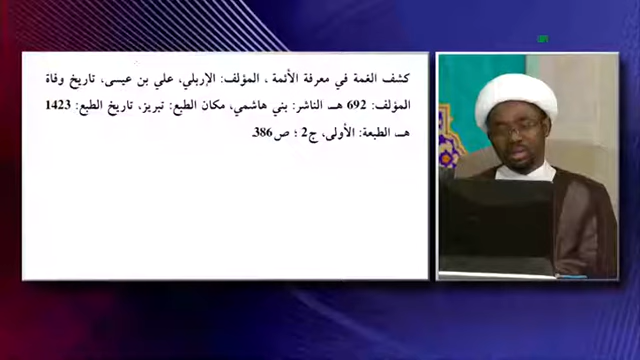 كشف الغمة في معرفة الأئمة ، المؤلف: الإربلي، علي بن عيسى، تاريخ وفاة
المؤلف: 692 هـ الناشر: بني هاشمي، مكان الطبع: تبريز، تاريخ الطبع: 1423
هـ الطبعة: الأولى، ج2 ؛ ص386.